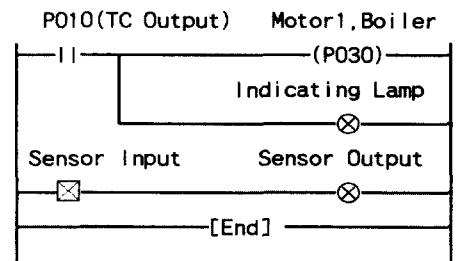 P010(TC Output) Motor1,Boiler
(P030)
Indicating Lamp
Sensor Input Sensor Output
[End]